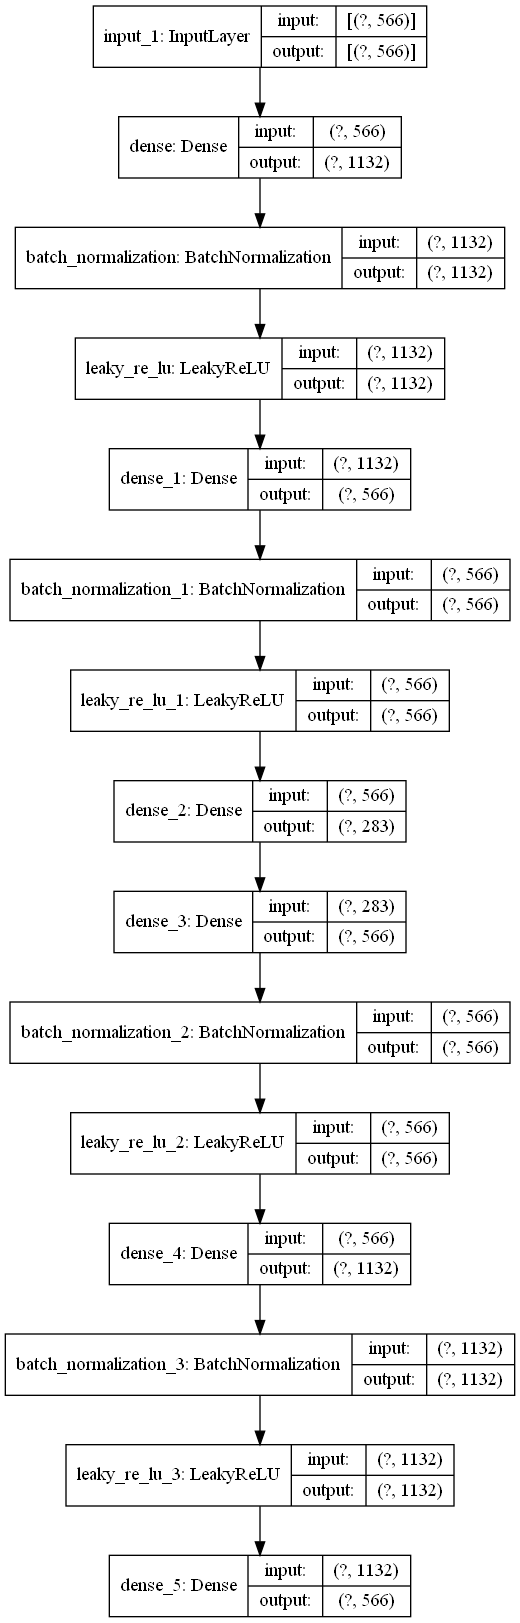 input_1: InputLayer
input: [(?, 566)]
output: [(?, 566)]
dense: Dense
input: (?, 566)
output: (?, 1132)
batch_normalization: BatchNormalization
input: (?, 1132)
output: (?, 1132)
leaky_re_lu: LeakyReLU
input: (?, 1132)
output: (?, 1132)
dense_1: Dense
input: (?, 1132)
output: (?, 566)
batch_normalization_1: BatchNormalization
input: (?, 566)
output: (?, 566)
leaky_re_lu_1: LeakyReLU
input: (?, 566)
output: (?, 566)
dense_2: Dense
input: (?, 566)
output: (?, 283)
dense_3: Dense
input: (?, 283)
output: (?, 566)
batch_normalization_2: BatchNormalization
input: (?, 566)
output: (?, 566)
leaky_re_lu_2: LeakyReLU
input: (?, 566)
output: (?, 566)
dense_4: Dense
input: (?, 566)
output: (?, 1132)
batch_normalization_3: BatchNormalization
input: (?, 1132)
output: (?, 1132)
leaky_re_lu_3: LeakyReLU
input: (?, 1132)
output: (?, 1132)
dense_5: Dense
input: (?, 1132)
output: (?, 566)